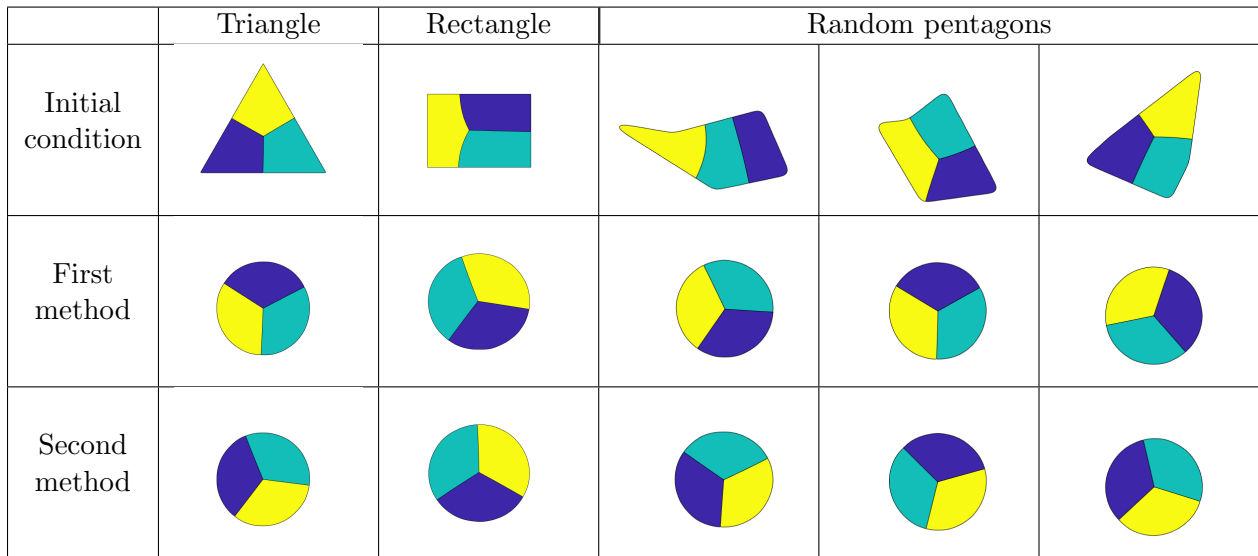 Triangle Rectangle Random pentagons
Initial
condition
First
method
Second
method